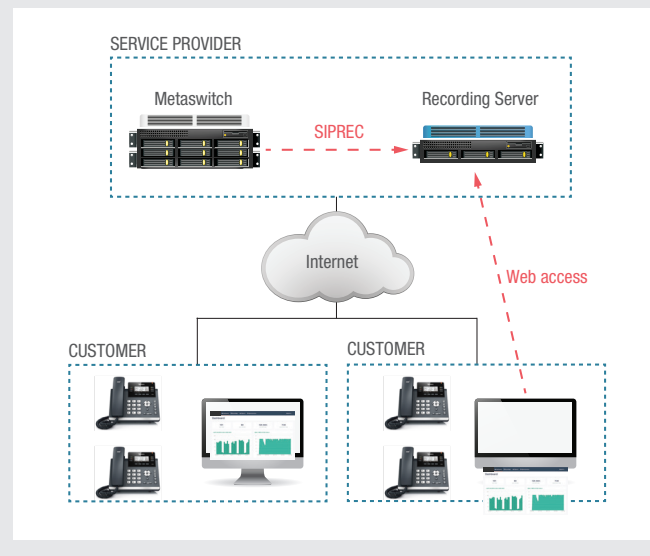 SERVICE PROVIDER
Metaswitch
Recording Server
SIPREC
Internet
Web access
CUSTOMER
CUSTOMER